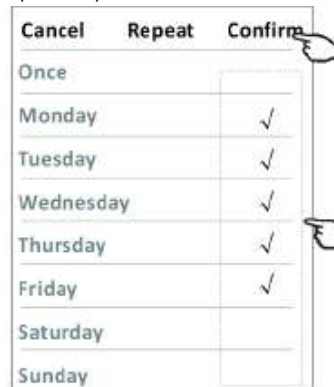 Cancel Repeat Confirm
Once
Monday √
Tuesday √
Wednesday √
Thursday √
Friday √
Saturday
Sunday